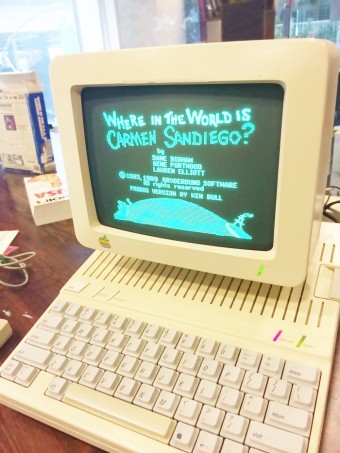 WHERE IN THE WORLD IS
CARMEN SANDIEGO?
by
DANE BIGHAM
GENE PORTWOOD
LAUREN ELLIOTT
© 1985, 1989 BRODERBUND SOFTWARE
All rights reserved
PRODOS VERSION BY KEN BULL